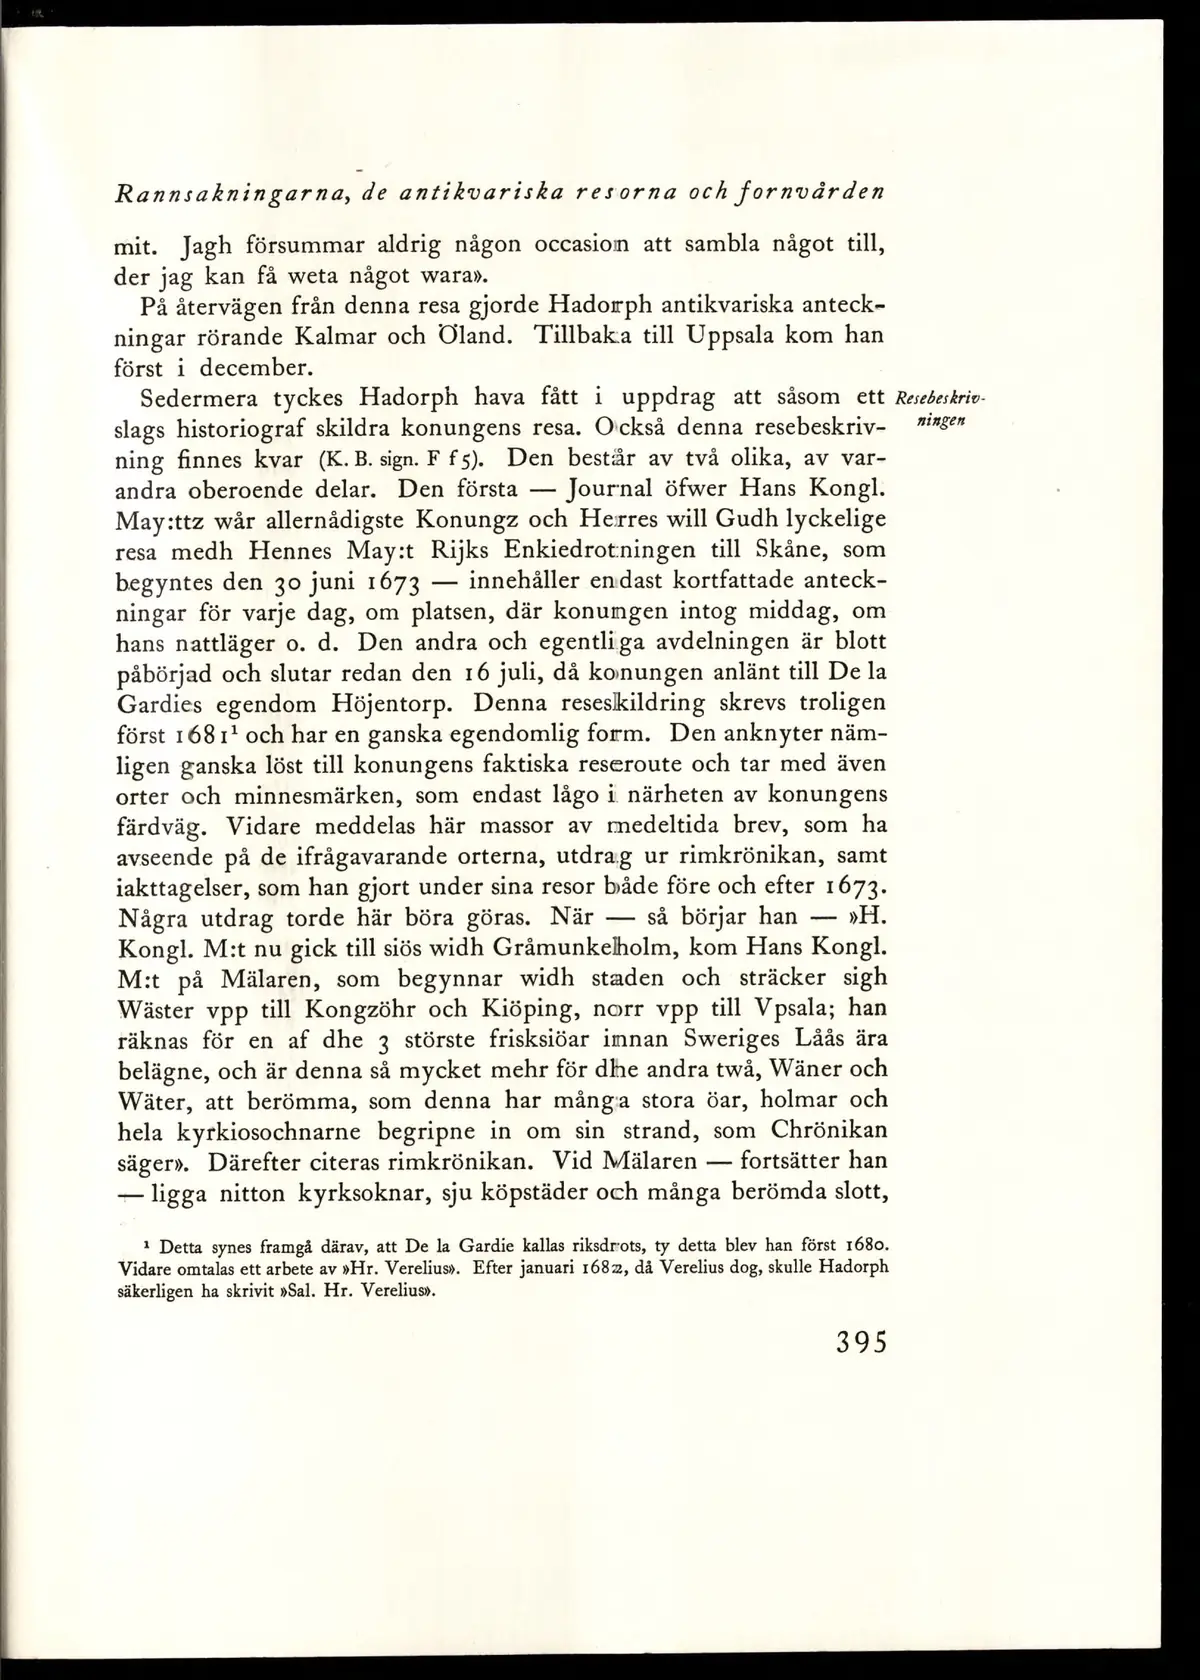 Rannsakningarna, de antikvariska resorna och fornvården
mit. Jagh försummar aldrig någon occasion att sambla något till,
der jag kan få weta något wara».
På återvägen från denna resa gjorde Hadorph antikvariska anteck-
ningar rörande Kalmar och Öland. Tillbaka till Uppsala kom han
först i december.
Sedermera tyckes Hadorph hava fått i uppdrag att såsom ett
Resebeskriv-
ningen
slags historiograf skildra konungens resa. Också denna resebeskriv-
ning finnes kvar (K. B. sign. F f 5). Den består av två olika, av var-
andra oberoende delar. Den första — Journal öfwer Hans Kongl.
May:ttz wår allernådigste Konungz och Herres will Gudh lyckelige
resa medh Hennes May:t Rijks Enkiedrotningen till Skåne, som
begyntes den 30 juni 1673 — innehåller endast kortfattade anteck-
ningar för varje dag, om platsen, där konungen intog middag, om
hans nattläger o. d. Den andra och egentliga avdelningen är blott
påbörjad och slutar redan den 16 juli, då konungen anlänt till De la
Gardies egendom Höjentorp. Denna reseskildring skrevs troligen
först 1681¹ och har en ganska egendomlig form. Den anknyter näm-
ligen ganska löst till konungens faktiska reseroute och tar med även
orter och minnesmärken, som endast lågo i närheten av konungens
färdväg. Vidare meddelas här massor av medeltida brev, som ha
avseende på de ifrågavarande orterna, utdrag ur rimkrönikan, samt
iakttagelser, som han gjort under sina resor både före och efter 1673.
Några utdrag torde här böra göras. När — så börjar han — »H.
Kongl. M:t nu gick till siös widh Gråmunkeholm, kom Hans Kongl.
M:t på Mälaren, som begynnar widh staden och sträcker sigh
Wäster vpp till Kongzöhr och Kiöping, norr vpp till Vpsala; han
räknas för en af dhe 3 störste frisksiöar innan Sweriges Låås ära
belägne, och är denna så mycket mehr för dhe andra twå, Wäner och
Wäter, att berömma, som denna har många stora öar, holmar och
hela kyrkiosochnarne begripne in om sin strand, som Chrönikan
säger». Därefter citeras rimkrönikan. Vid Mälaren — fortsätter han
— ligga nitton kyrksoknar, sju köpstäder och många berömda slott,
¹ Detta synes framgå därav, att De la Gardie kallas riksdrots, ty detta blev han först 1680.
Vidare omtalas ett arbete av »Hr. Verelius». Efter januari 1682, då Verelius dog, skulle Hadorph
säkerligen ha skrivit »Sal. Hr. Verelius».
395